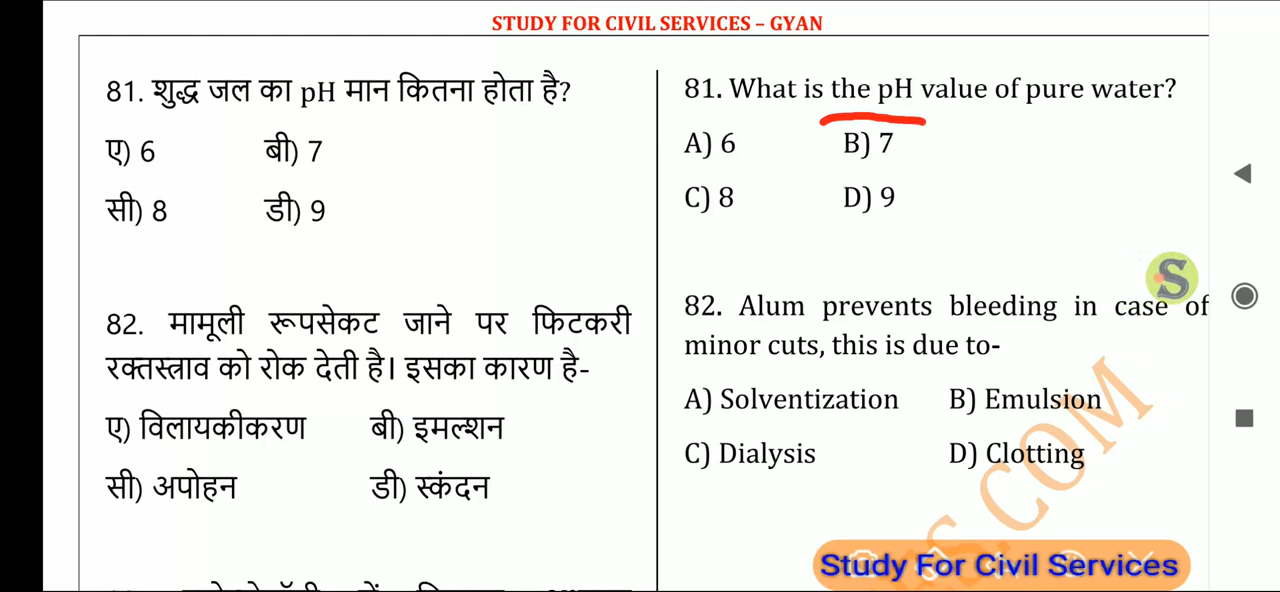 STUDY FOR CIVIL SERVICES – GYAN
81. शुद्ध जल का pH मान कितना होता है?
ए) 6 बी) 7
सी) 8 डी) 9
82. मामूली रूपसेकट जाने पर फिटकरी
रक्तस्त्राव को रोक देती है। इसका कारण है-
ए) विलायकीकरण बी) इमल्शन
सी) अपोहन डी) स्कंदन
81. What is the pH value of pure water?
A) 6 B) 7
C) 8 D) 9
82. Alum prevents bleeding in case of
minor cuts, this is due to-
A) Solventization B) Emulsion
C) Dialysis D) Clotting
S
S.COM
Study For Civil Services